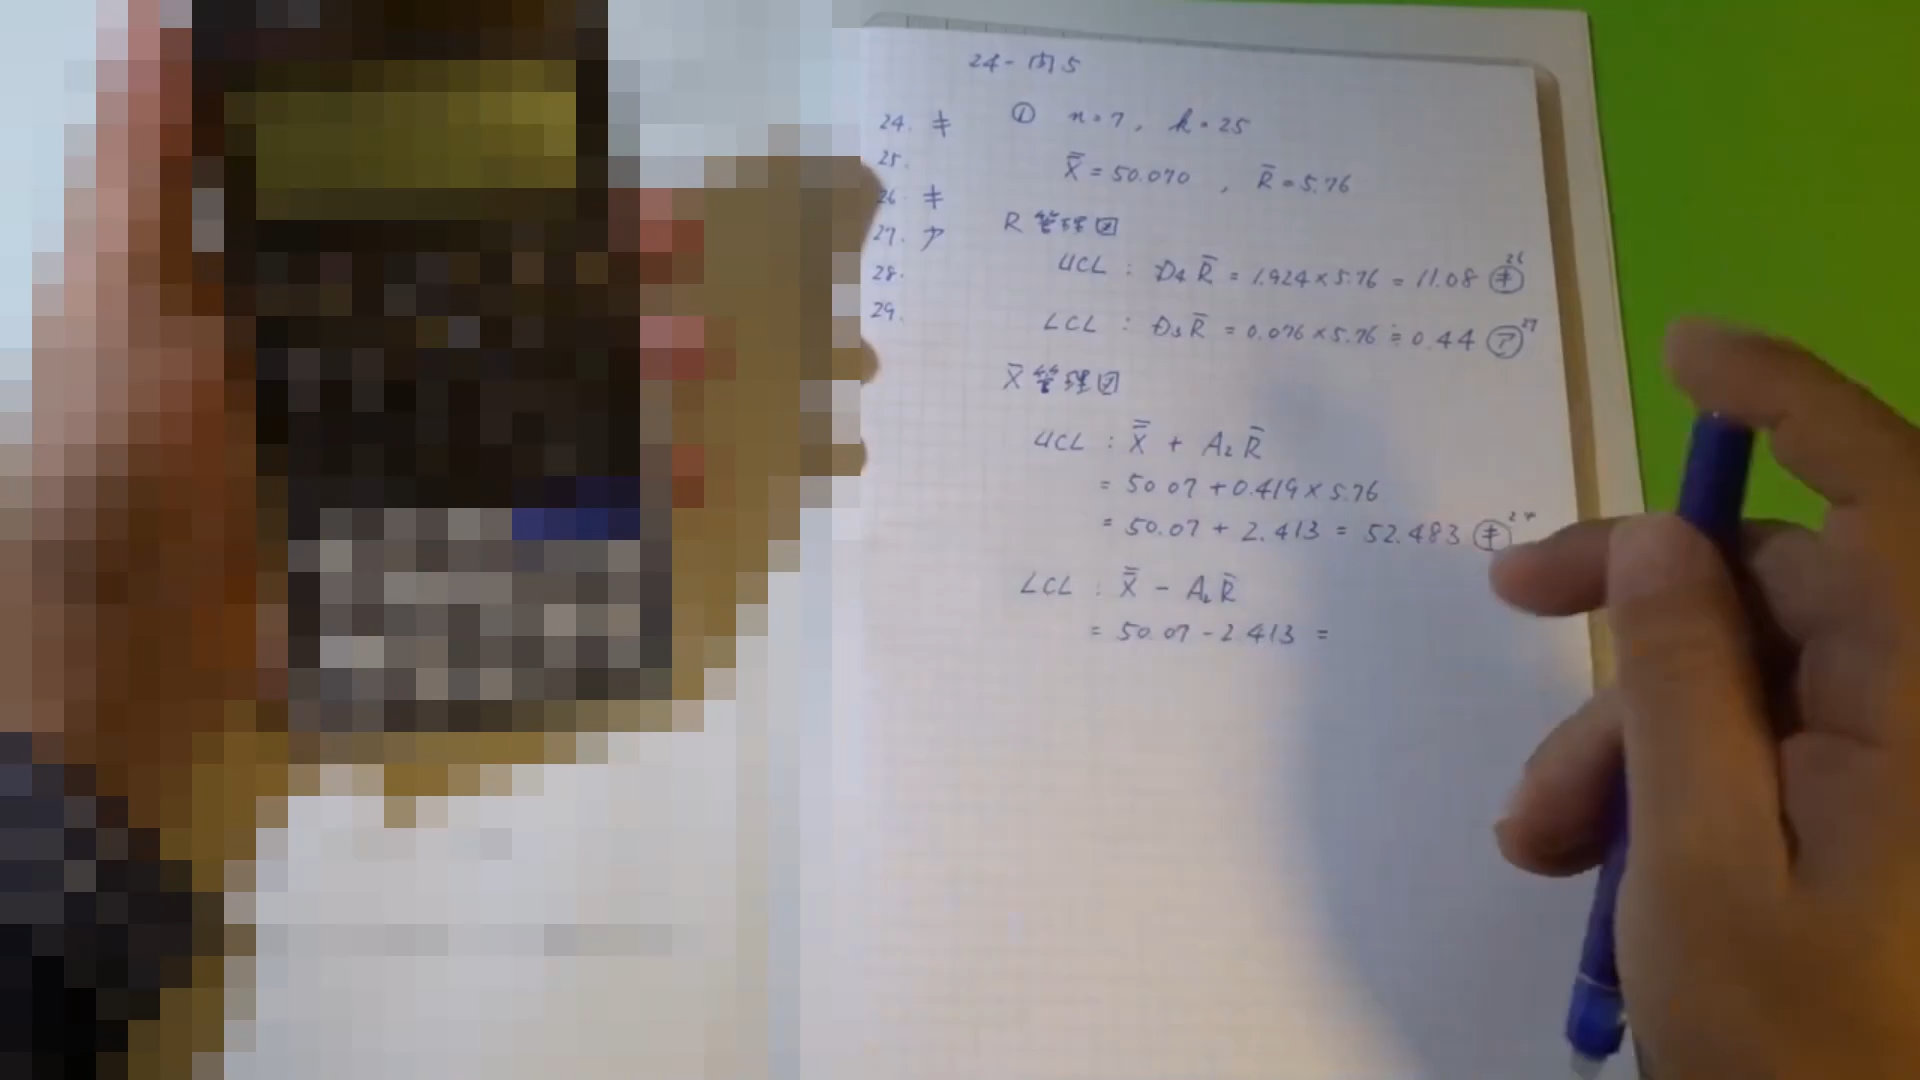 24-問5
24. キ
25.
26. キ
27. ア
28.
29.
① n=7, k=25
X̄ = 50.070 , R̄ = 5.76
R 管理図
UCL : D₄R̄ = 1.924×5.76 = 11.08 ㋖ 26
LCL : D₃R̄ = 0.076×5.76 ≒ 0.44 ㋐ 27
X̄ 管理図
UCL : X̿ + A₂R̄
= 50.07+0.419×5.76
= 50.07 + 2.413 = 52.483 ㋖ 24
LCL : X̿ - A₂R̄
= 50.07-2.413 =